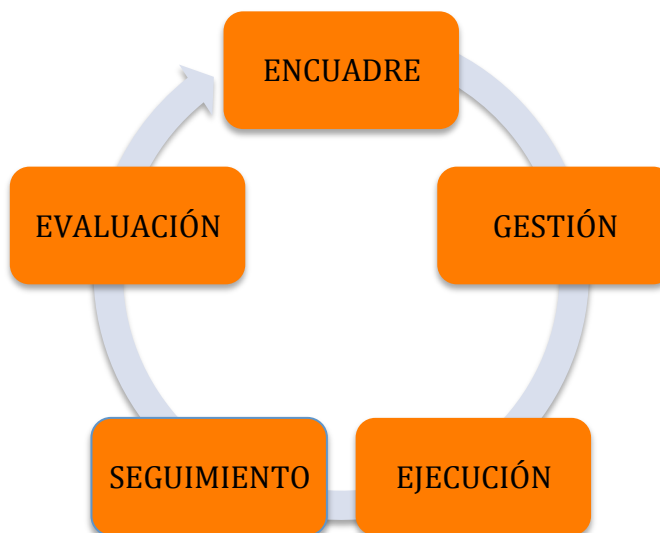 ENCUADRE
GESTIÓN
EJECUCIÓN
SEGUIMIENTO
EVALUACIÓN